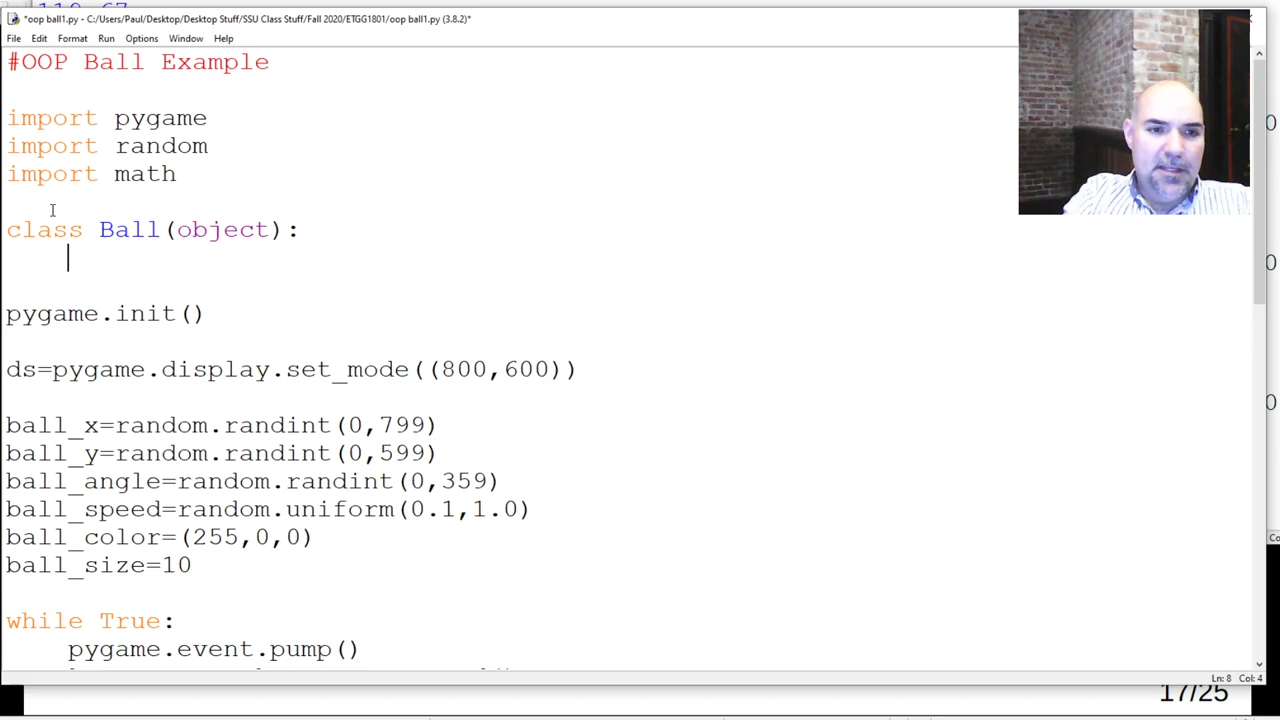 *oop ball1.py - C:/Users/Paul/Desktop/Desktop Stuff/SSU Class Stuff/Fall 2020/ETGG1801/oop ball1.py (3.8.2)*
File Edit Format Run Options Window Help
#OOP Ball Example
import pygame
import random
import math
class Ball(object):
pygame.init()
ds=pygame.display.set_mode((800,600))
ball_x=random.randint(0,799)
ball_y=random.randint(0,599)
ball_angle=random.randint(0,359)
ball_speed=random.uniform(0.1,1.0)
ball_color=(255,0,0)
ball_size=10
while True:
pygame.event.pump()
Ln: 8 Col: 4
17/25